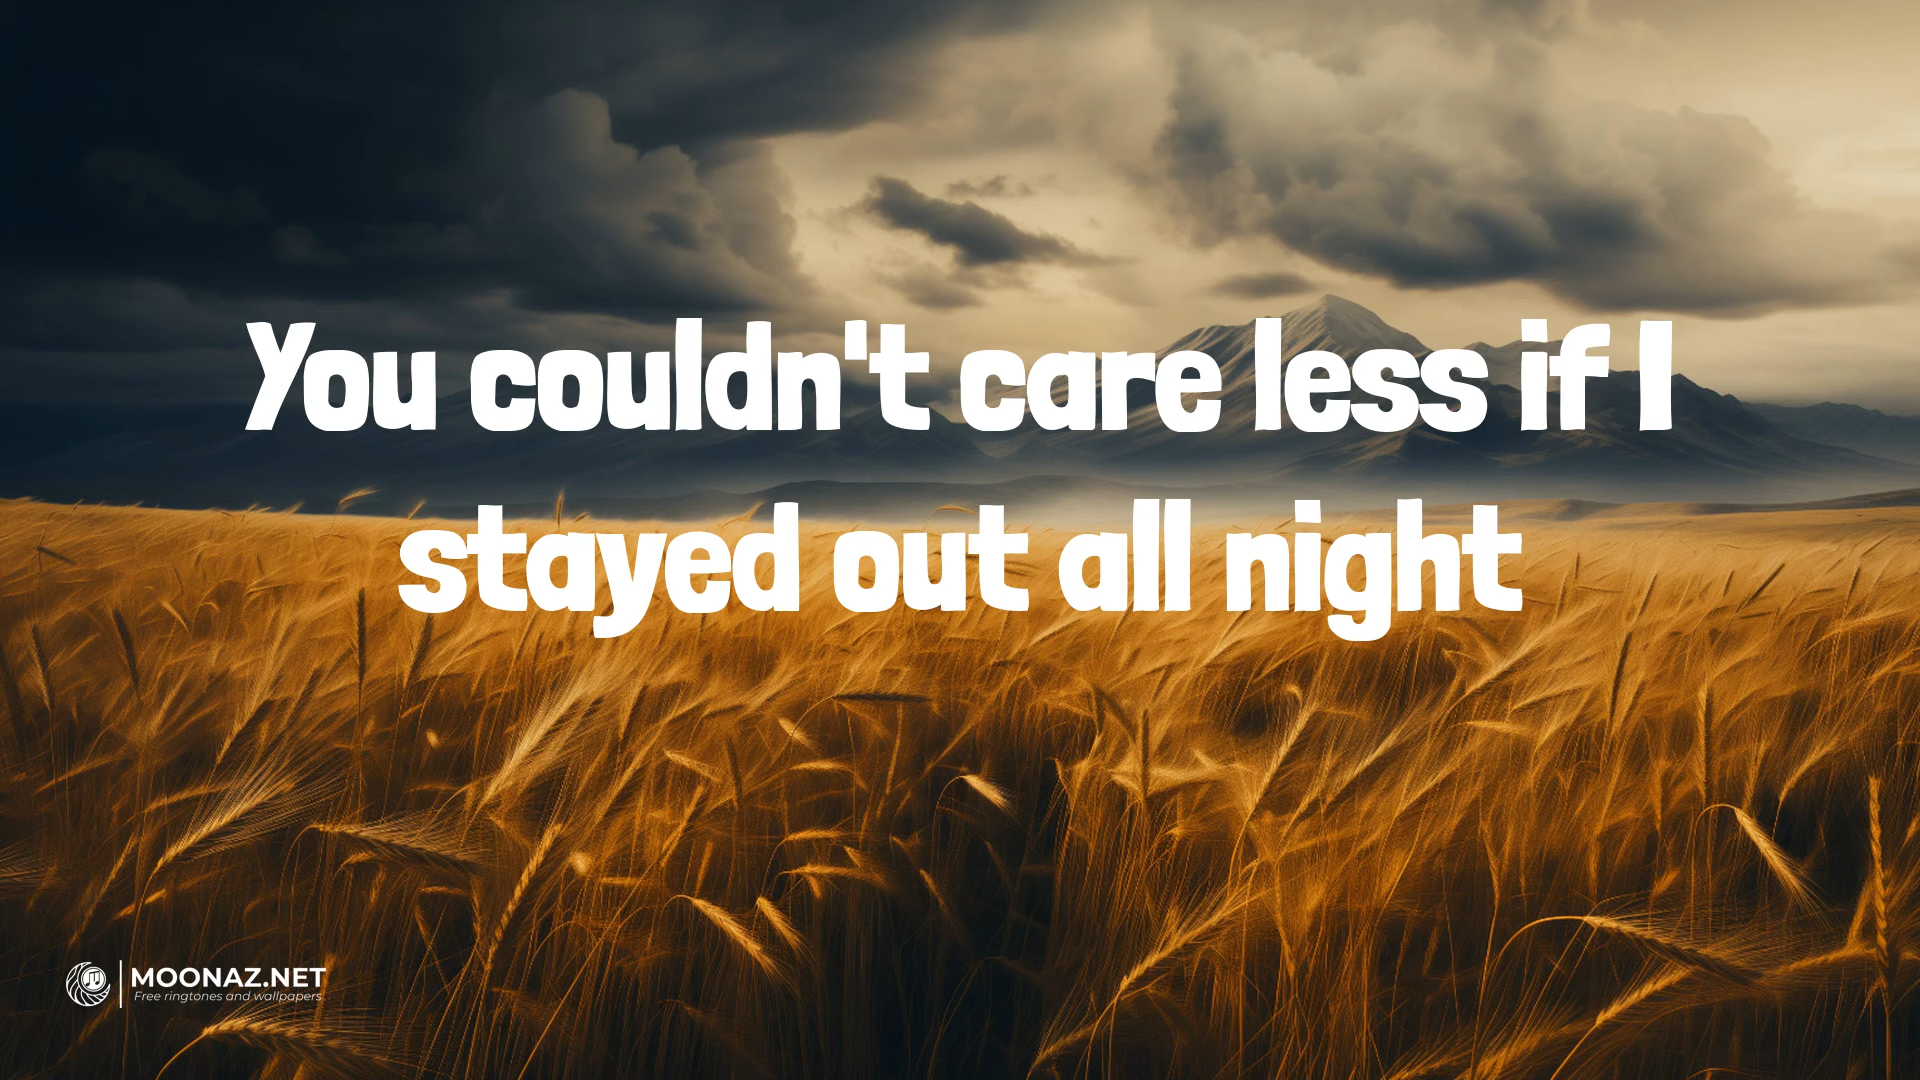 You couldn't care less if I
stayed out all night
MOONAZ.NET
Free ringtones and wallpapers